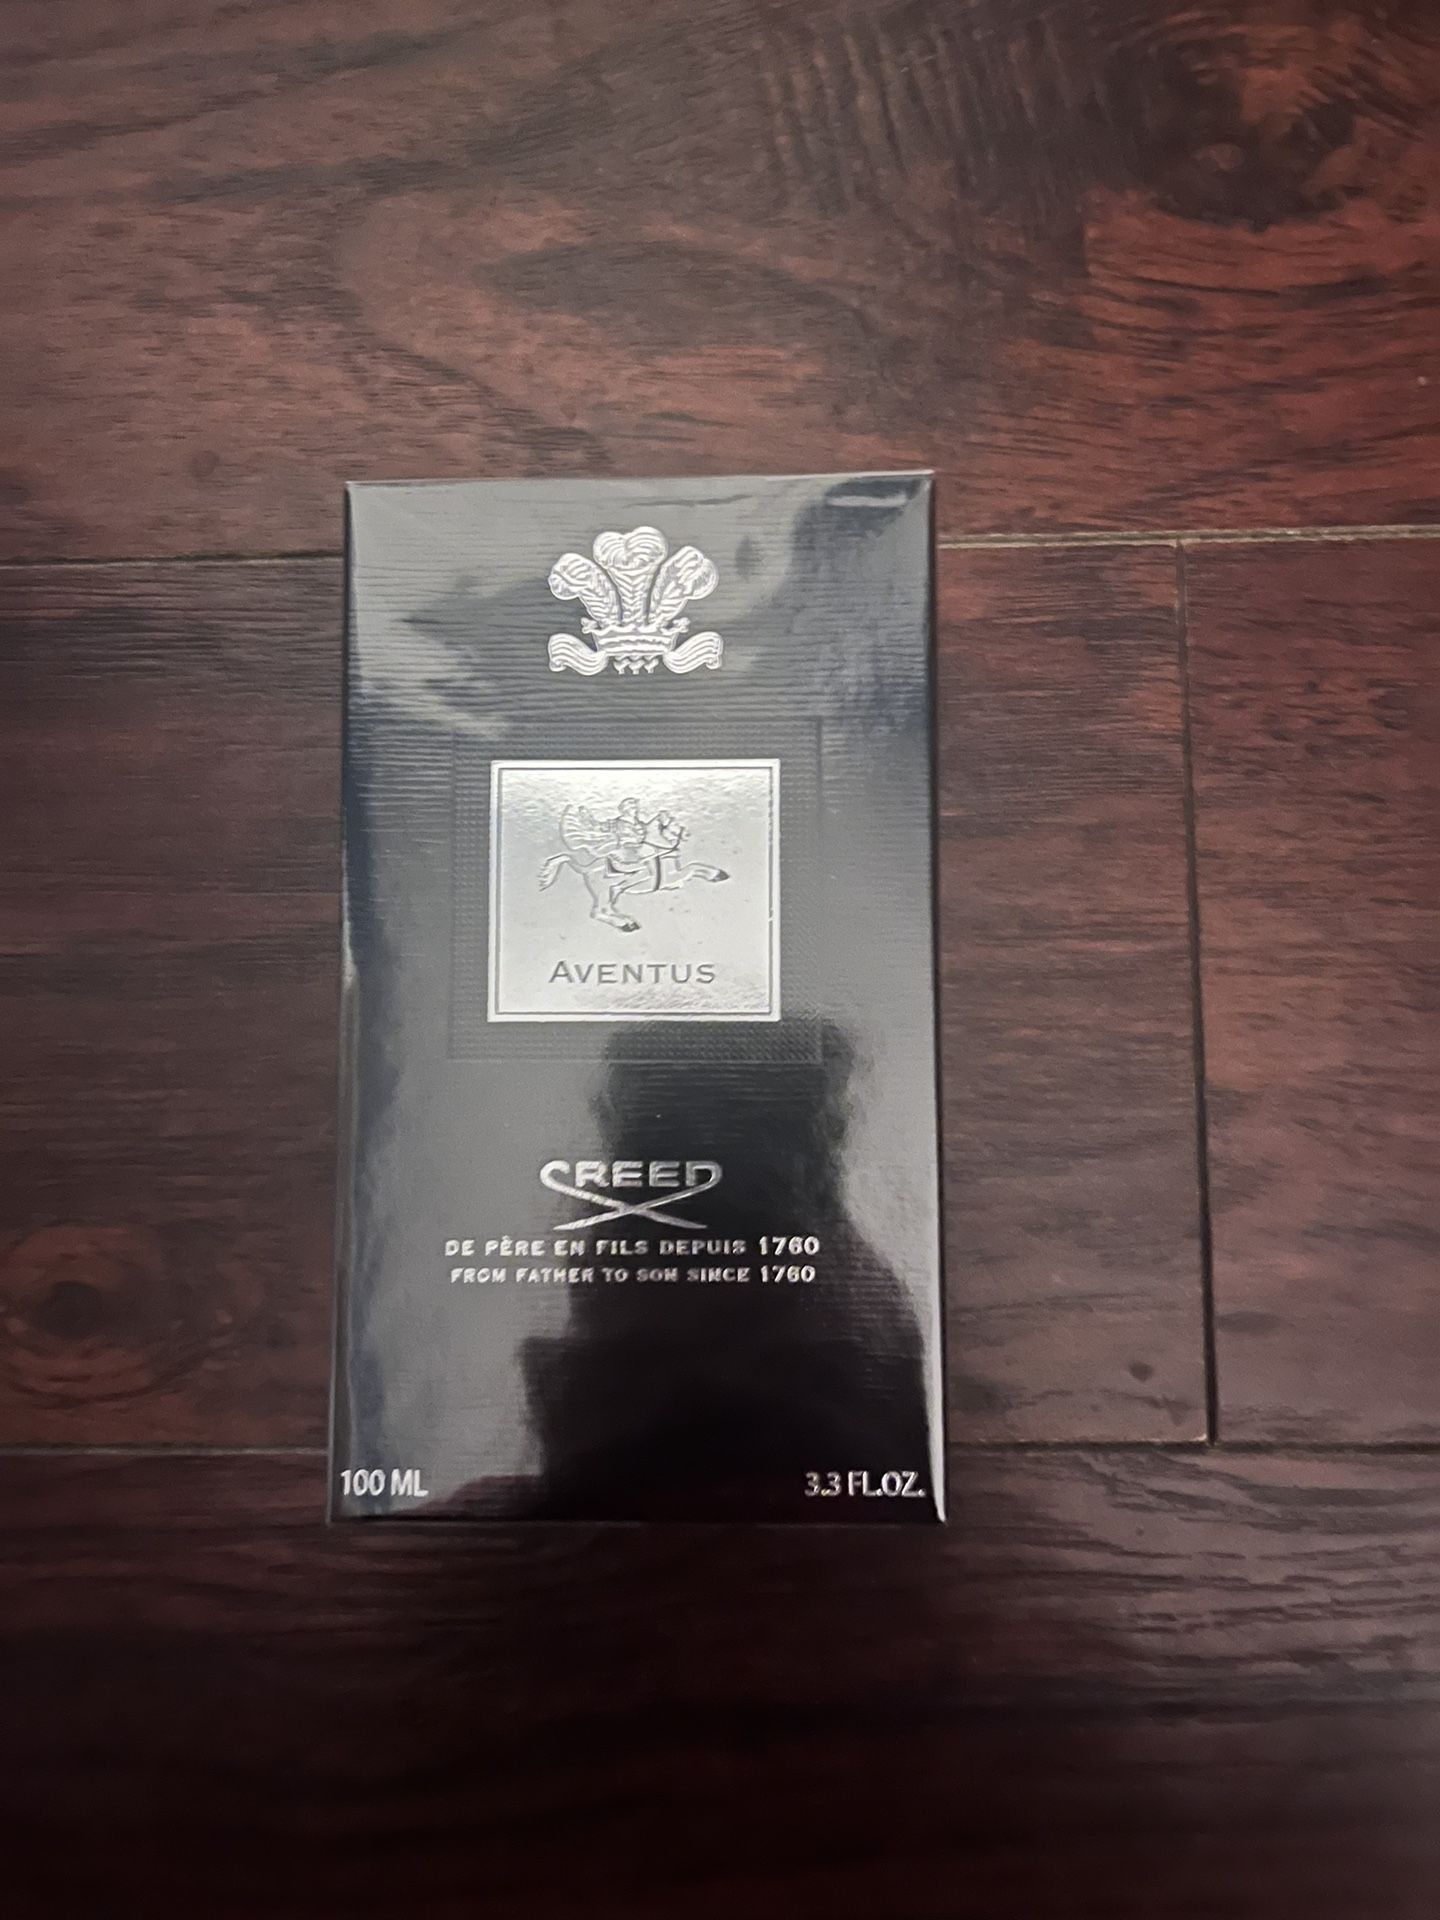 AVENTUS
CREED
DE PÈRE EN FILS DEPUIS 1760
FROM FATHER TO SON SINCE 1760
100 ML
3.3 FL.OZ.